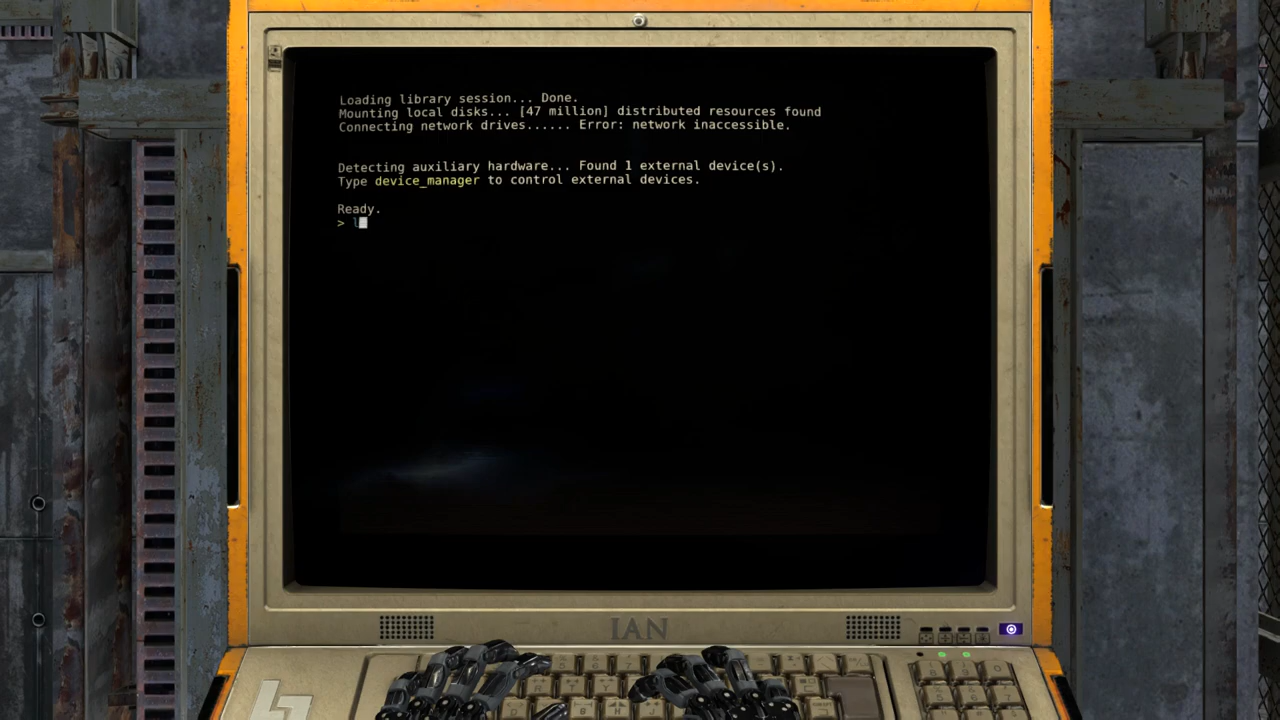 Loading library session... Done.
Mounting local disks... [47 million] distributed resources found
Connecting network drives...... Error: network inaccessible.
Detecting auxiliary hardware... Found 1 external device(s).
Type device_manager to control external devices.
Ready.
> l
IAN